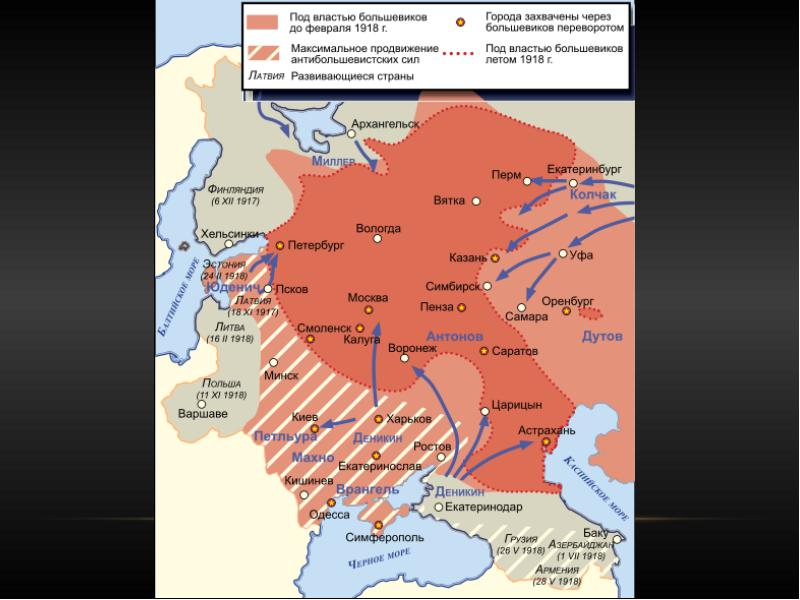 Под властью большевиков
до февраля 1918 г.
Города захвачены через
большевиков переворотом
Максимальное продвижение
антибольшевистских сил
Под властью большевиков
летом 1918 г.
Латвия Развивающиеся страны
Архангельск
Миллер
Екатеринбург
Перм
Колчак
Финляндия
(6 XII 1917)
Вятка
Вологда
Хельсинки
Петербург
Казань
Уфа
Эстония
(24 II 1918)
Юденич
Псков
Симбирск
Балтийское море
Латвия
(18 XI 1917)
Москва
Пенза
Оренбург
Самара
Литва
(16 II 1918)
Смоленск
Калуга
Антонов
Дутов
Воронеж
Саратов
Минск
Польша
(11 XI 1918)
Варшаве
Царицын
Киев
Харьков
Петльура
Деникин
Астрахань
Махно
Ростов
Екатеринослав
Каспийское море
Кишинев
Врангель
Деникин
Одесса
Екатеринодар
Симферополь
Грузия
(26 V 1918)
Баку
Азербайджан
(1 VII 1918)
Черное море
Армения
(28 V 1918)